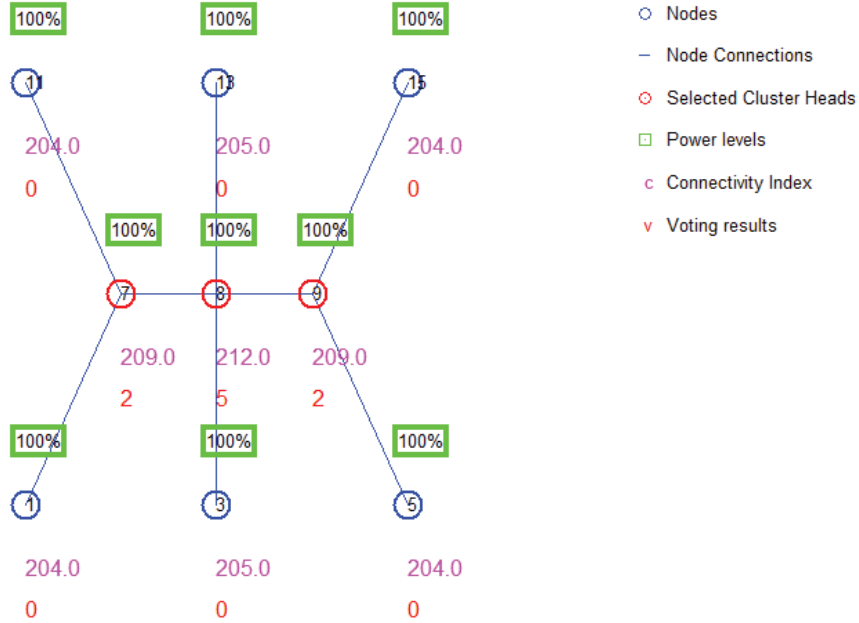 100% 100% 100%
11 13 15
204.0 205.0 204.0
0 0 0
100% 100% 100%
7 8 9
209.0 212.0 209.0
2 5 2
100% 100% 100%
1 3 5
204.0 205.0 204.0
0 0 0
Nodes
Node Connections
Selected Cluster Heads
Power levels
c Connectivity Index
v Voting results